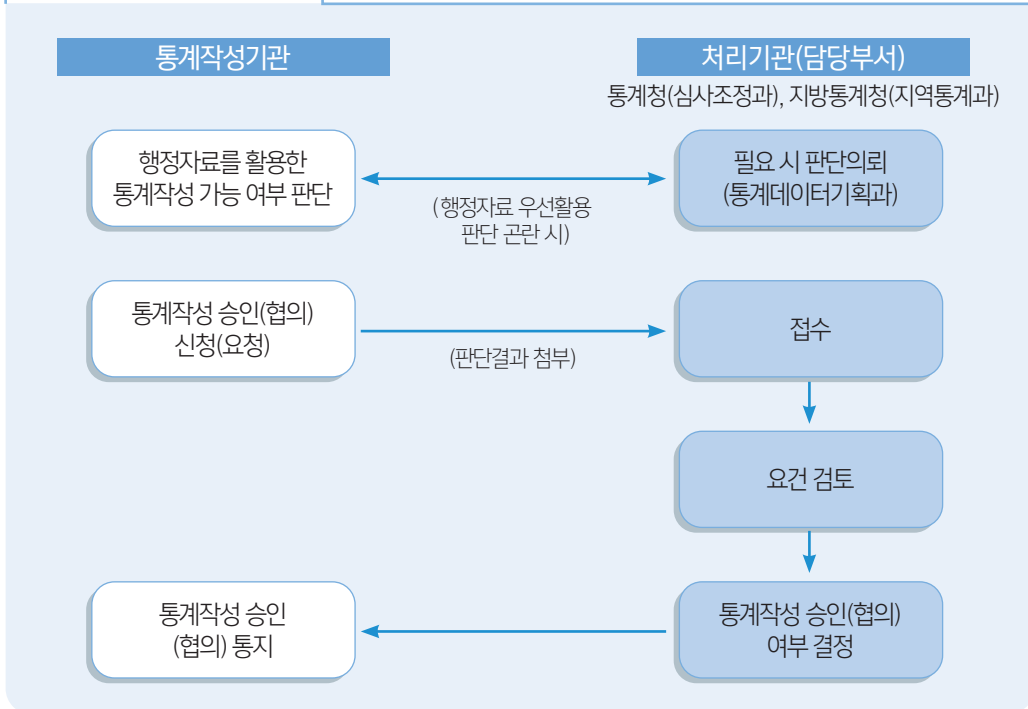 통계작성기관
처리기관(담당부서)
통계청(심사조정과), 지방통계청(지역통계과)
행정자료를 활용한
통계작성 가능 여부 판단
(행정자료 우선활용
판단 곤란 시)
필요 시 판단의뢰
(통계데이터기획과)
통계작성 승인(협의)
신청(요청)
(판단결과 첨부)
접수
요건 검토
통계작성 승인
(협의) 통지
통계작성 승인(협의)
여부 결정